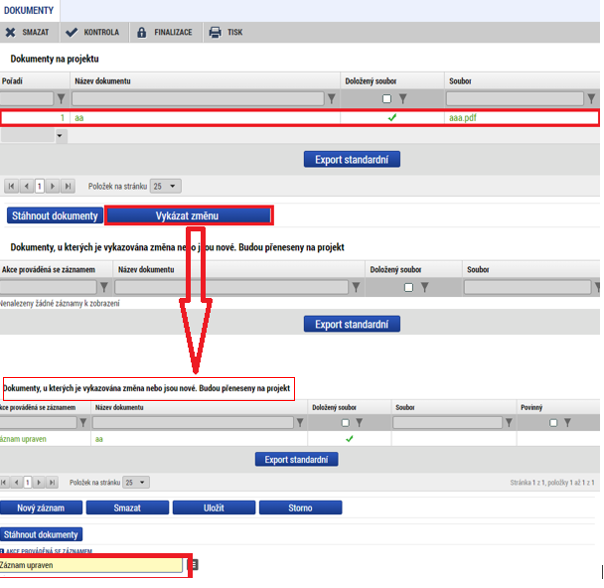 DOKUMENTY
SMAZAT KONTROLA FINALIZACE TISK
Dokumenty na projektu
Pořadí Název dokumentu Doložený soubor Soubor
1 aa aaa.pdf
Export standardní
1 Položek na stránku 25
Stáhnout dokumenty Vykázat změnu
Dokumenty, u kterých je vykazována změna nebo jsou nové. Budou přeneseny na projekt
Akce prováděná se záznamem Název dokumentu Doložený soubor Soubor
Nenalezeny žádné záznamy k zobrazení
Export standardní
Dokumenty, u kterých je vykazována změna nebo jsou nové. Budou přeneseny na projekt
kce prováděná se záznamem Název dokumentu Doložený soubor Soubor Povinný
áznam upraven aa
Export standardní
1 Položek na stránku 25 Stránka 1 z 1, položky 1 až 1 z 1
Nový záznam Smazat Uložit Storno
Stáhnout dokumenty
AKCE PROVÁDĚNÁ SE ZÁZNAMEM
Záznam upraven